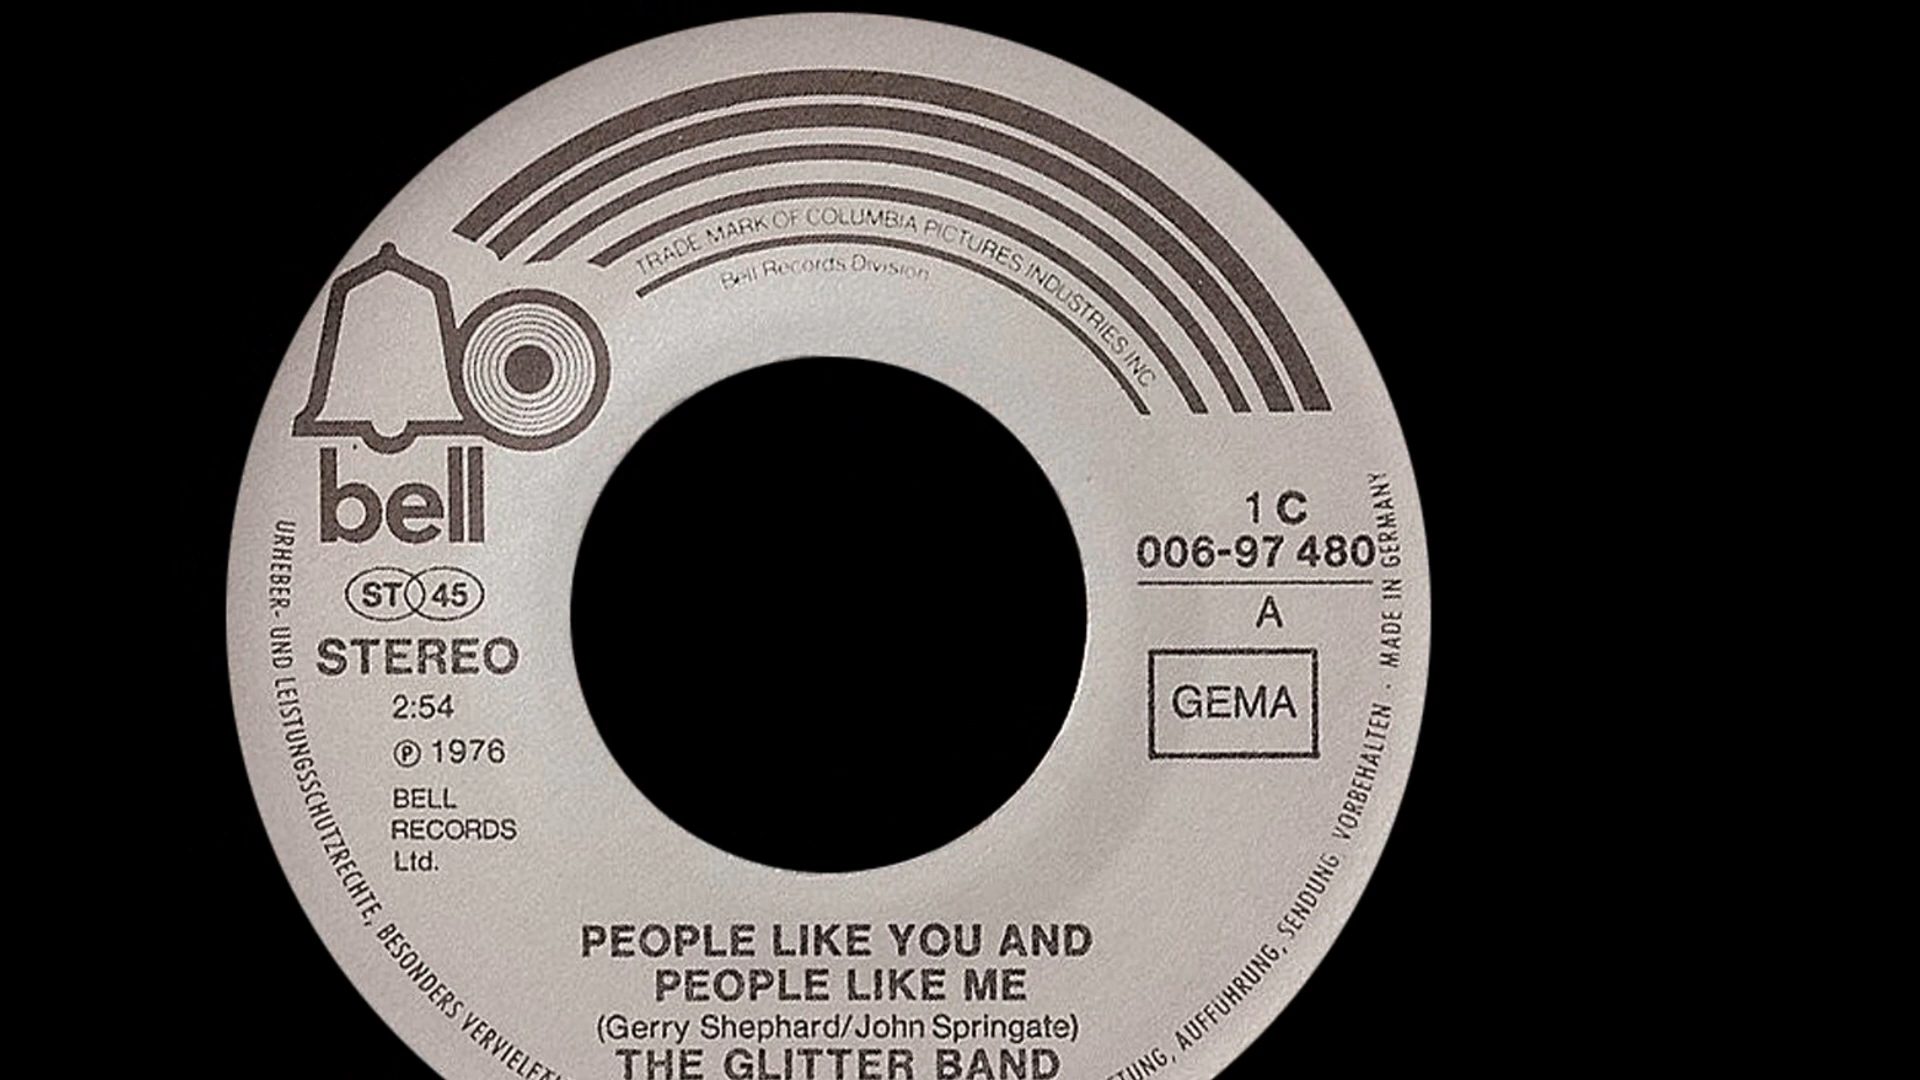 TRADE MARK OF COLUMBIA PICTURES INDUSTRIES INC
Bell Records Division
bell
ST 45
STEREO
2:54
℗ 1976
BELL
RECORDS
Ltd.
1 C
006-97 480
A
GEMA
PEOPLE LIKE YOU AND
PEOPLE LIKE ME
(Gerry Shephard/John Springate)
THE GLITTER BAND
URHEBER- UND LEISTUNGSSCHUTZRECHTE, BESONDERS
AUFFUHRUNG, SENDUNG VORBEHALTEN · MADE IN GERMANY